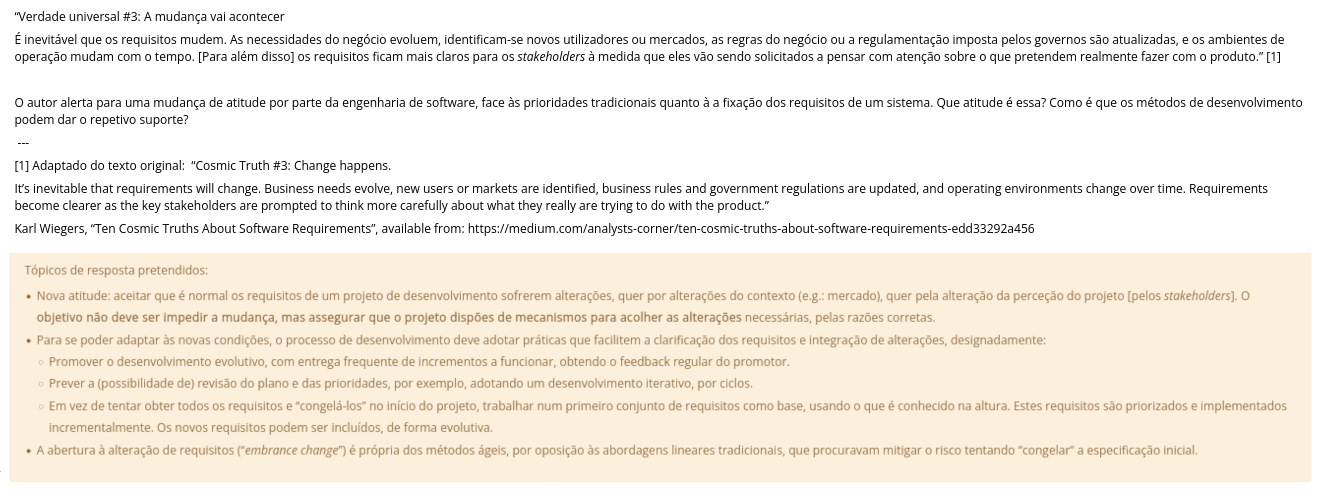 “Verdade universal #3: A mudança vai acontecer
É inevitável que os requisitos mudem. As necessidades do negócio evoluem, identificam-se novos utilizadores ou mercados, as regras do negócio ou a regulamentação imposta pelos governos são atualizadas, e os ambientes de
operação mudam com o tempo. [Para além disso] os requisitos ficam mais claros para os stakeholders à medida que eles vão sendo solicitados a pensar com atenção sobre o que pretendem realmente fazer com o produto.” [1]
O autor alerta para uma mudança de atitude por parte da engenharia de software, face às prioridades tradicionais quanto à a fixação dos requisitos de um sistema. Que atitude é essa? Como é que os métodos de desenvolvimento
podem dar o repetivo suporte?
---
[1] Adaptado do texto original: “Cosmic Truth #3: Change happens.
It’s inevitable that requirements will change. Business needs evolve, new users or markets are identified, business rules and government regulations are updated, and operating environments change over time. Requirements
become clearer as the key stakeholders are prompted to think more carefully about what they really are trying to do with the product.”
Karl Wiegers, “Ten Cosmic Truths About Software Requirements”, available from: https://medium.com/analysts-corner/ten-cosmic-truths-about-software-requirements-edd33292a456
Tópicos de resposta pretendidos:
• Nova atitude: aceitar que é normal os requisitos de um projeto de desenvolvimento sofrerem alterações, quer por alterações do contexto (e.g.: mercado), quer pela alteração da perceção do projeto [pelos stakeholders]. O
objetivo não deve ser impedir a mudança, mas assegurar que o projeto dispões de mecanismos para acolher as alterações necessárias, pelas razões corretas.
• Para se poder adaptar às novas condições, o processo de desenvolvimento deve adotar práticas que facilitem a clarificação dos requisitos e integração de alterações, designadamente:
○ Promover o desenvolvimento evolutivo, com entrega frequente de incrementos a funcionar, obtendo o feedback regular do promotor.
○ Prever a (possibilidade de) revisão do plano e das prioridades, por exemplo, adotando um desenvolvimento iterativo, por ciclos.
○ Em vez de tentar obter todos os requisitos e “congelá-los” no início do projeto, trabalhar num primeiro conjunto de requisitos como base, usando o que é conhecido na altura. Estes requisitos são priorizados e implementados
incrementalmente. Os novos requisitos podem ser incluídos, de forma evolutiva.
• A abertura à alteração de requisitos (“embrance change”) é própria dos métodos ágeis, por oposição às abordagens lineares tradicionais, que procuravam mitigar o risco tentando “congelar” a especificação inicial.